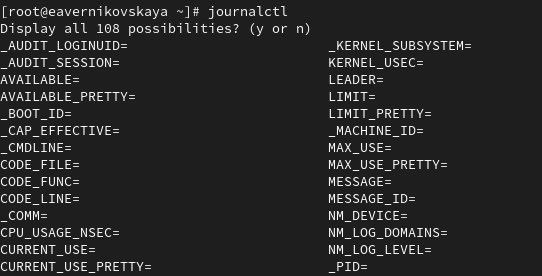 [root@eavernikovskaya ~]# journalctl
Display all 108 possibilities? (y or n)
_AUDIT_LOGINUID= _KERNEL_SUBSYSTEM=
_AUDIT_SESSION= KERNEL_USEC=
AVAILABLE= LEADER=
AVAILABLE_PRETTY= LIMIT=
_BOOT_ID= LIMIT_PRETTY=
_CAP_EFFECTIVE= _MACHINE_ID=
_CMDLINE= MAX_USE=
CODE_FILE= MAX_USE_PRETTY=
CODE_FUNC= MESSAGE=
CODE_LINE= MESSAGE_ID=
_COMM= NM_DEVICE=
CPU_USAGE_NSEC= NM_LOG_DOMAINS=
CURRENT_USE= NM_LOG_LEVEL=
CURRENT_USE_PRETTY= _PID=